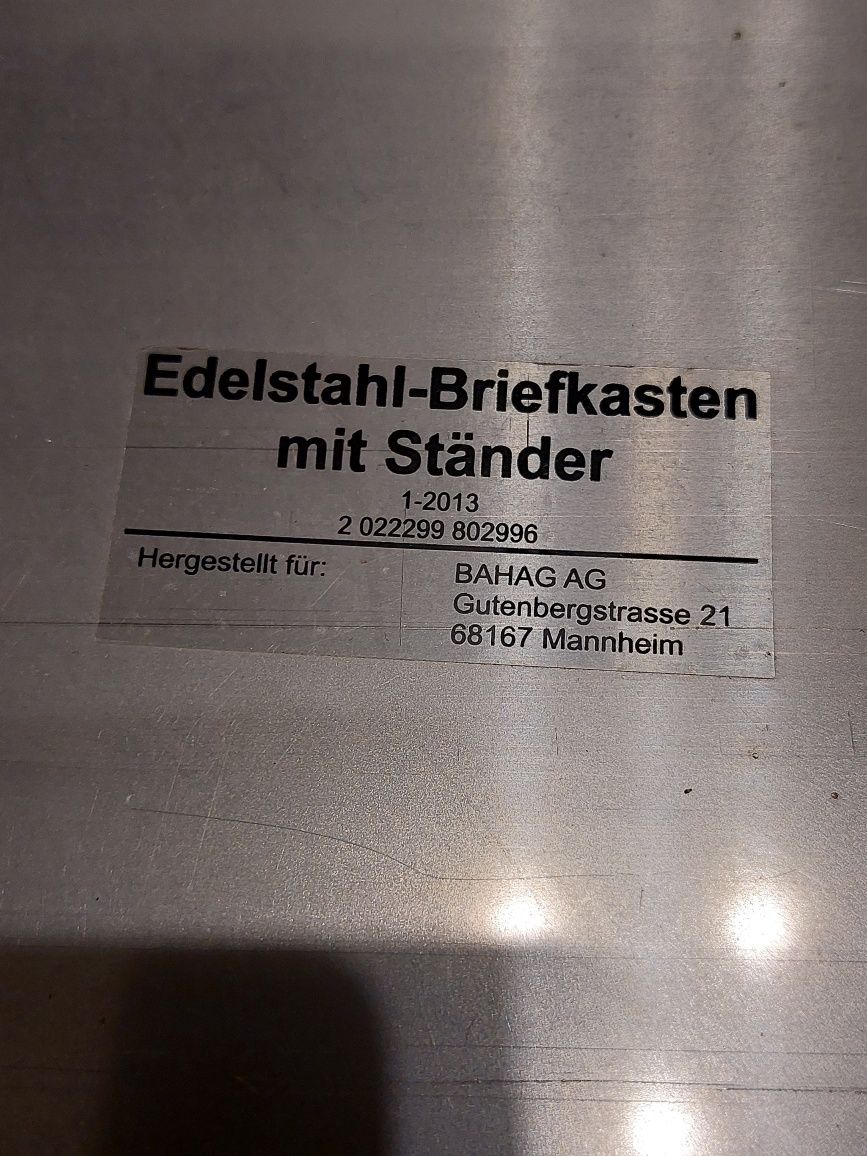 Edelstahl-Briefkasten
mit Ständer
1-2013
2 022299 802996
Hergestellt für:
BAHAG AG
Gutenbergstrasse 21
68167 Mannheim